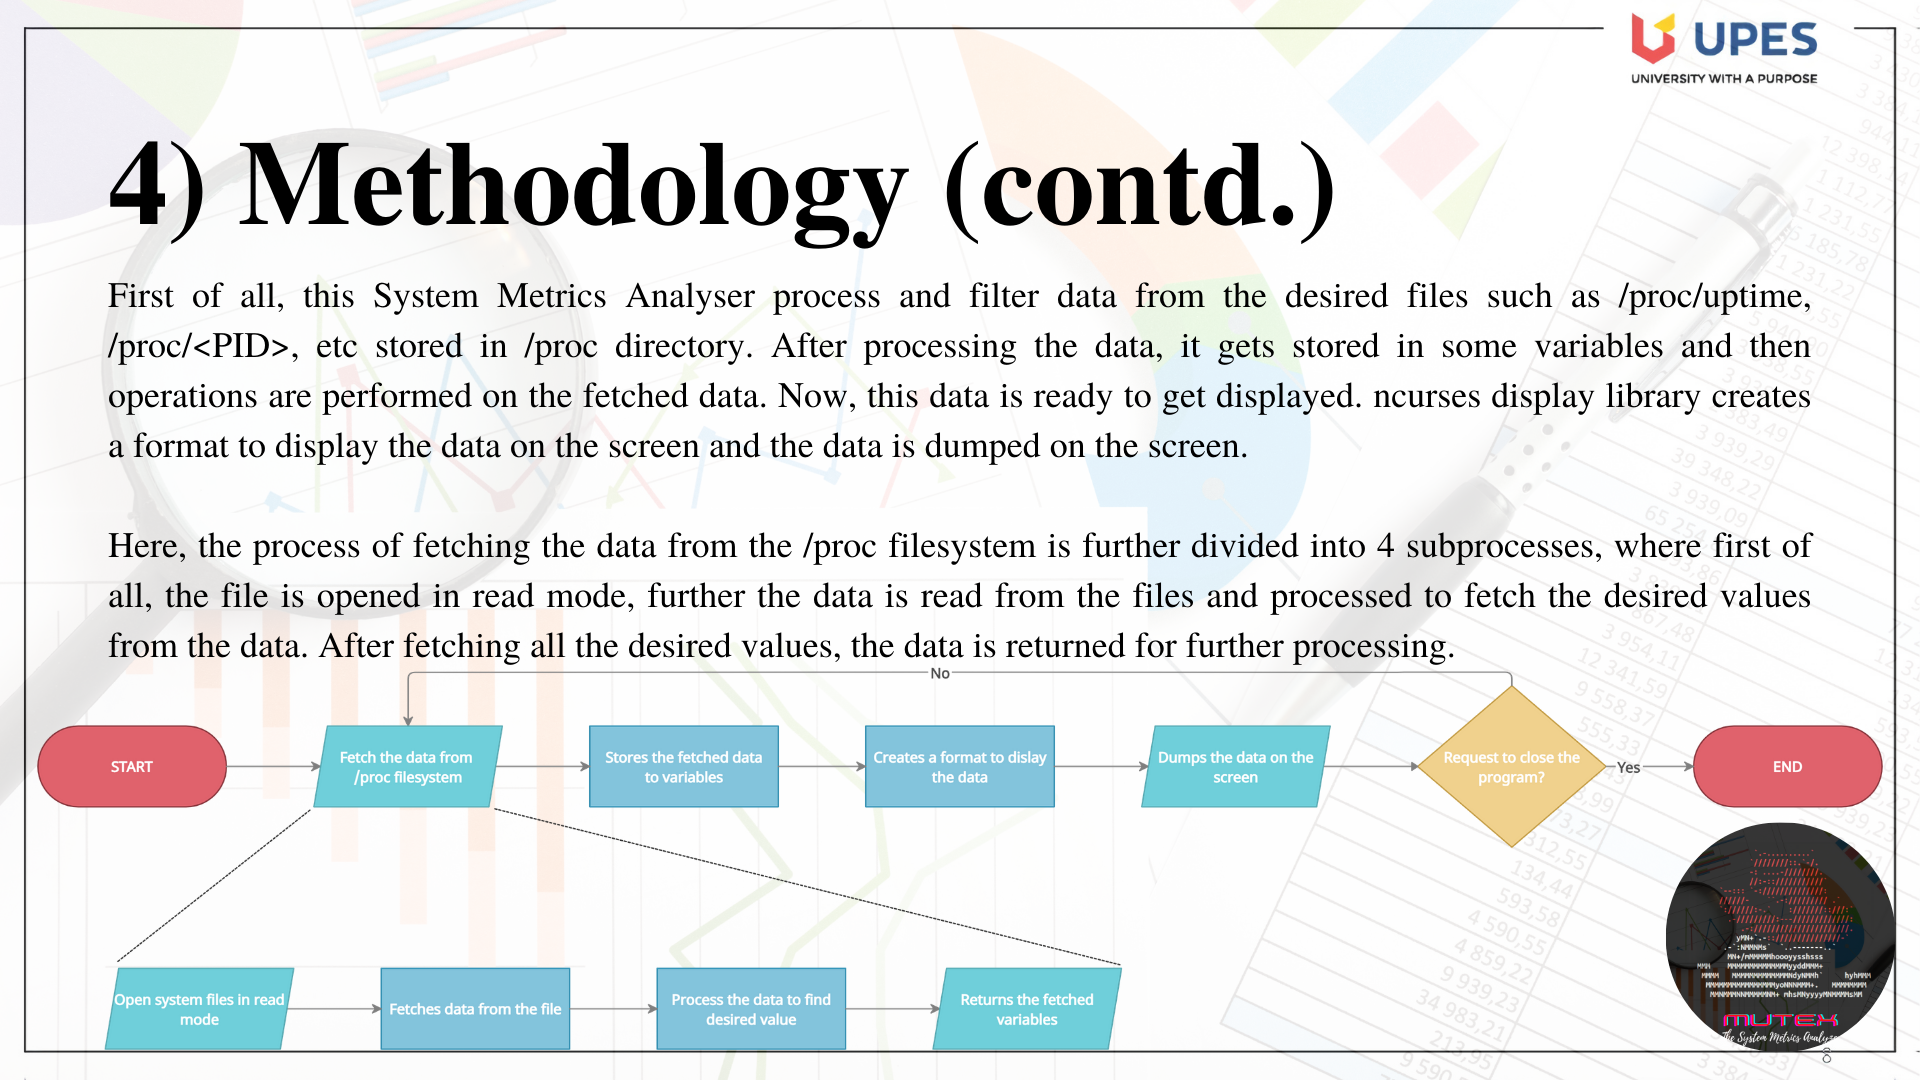 UPES
UNIVERSITY WITH A PURPOSE
4) Methodology (contd.)
First of all, this System Metrics Analyser process and filter data from the desired files such as /proc/uptime,
/proc/<PID>, etc stored in /proc directory. After processing the data, it gets stored in some variables and then
operations are performed on the fetched data. Now, this data is ready to get displayed. ncurses display library creates
a format to display the data on the screen and the data is dumped on the screen.
Here, the process of fetching the data from the /proc filesystem is further divided into 4 subprocesses, where first of
all, the file is opened in read mode, further the data is read from the files and processed to fetch the desired values
from the data. After fetching all the desired values, the data is returned for further processing.
No
START
Fetch the data from
/proc filesystem
Stores the fetched data
to variables
Creates a format to dislay
the data
Dumps the data on the
screen
Request to close the
program?
Yes
END
Open system files in read
mode
Fetches data from the file
Process the data to find
desired value
Returns the fetched
variables
MUTEX
The System Metrics Analyzer
8